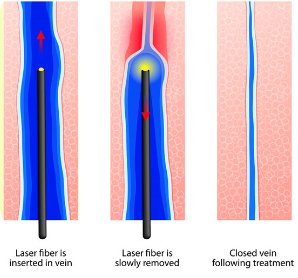 Laser fiber is
inserted in vein
Laser fiber is
slowly removed
Closed vein
following treatment